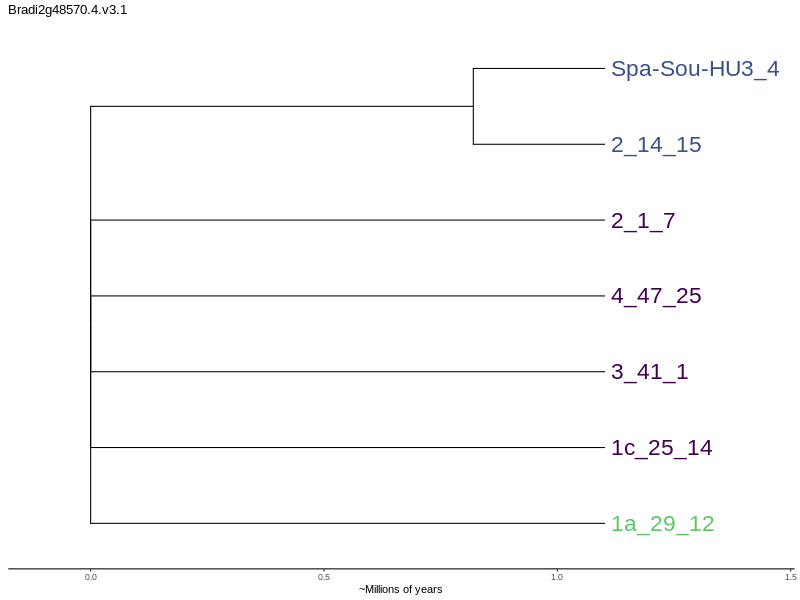 Bradi2g48570.4.v3.1
Spa-Sou-HU3_4
2_14_15
2_1_7
4_47_25
3_41_1
1c_25_14
1a_29_12
0.0 0.5 1.0 1.5
~Millions of years